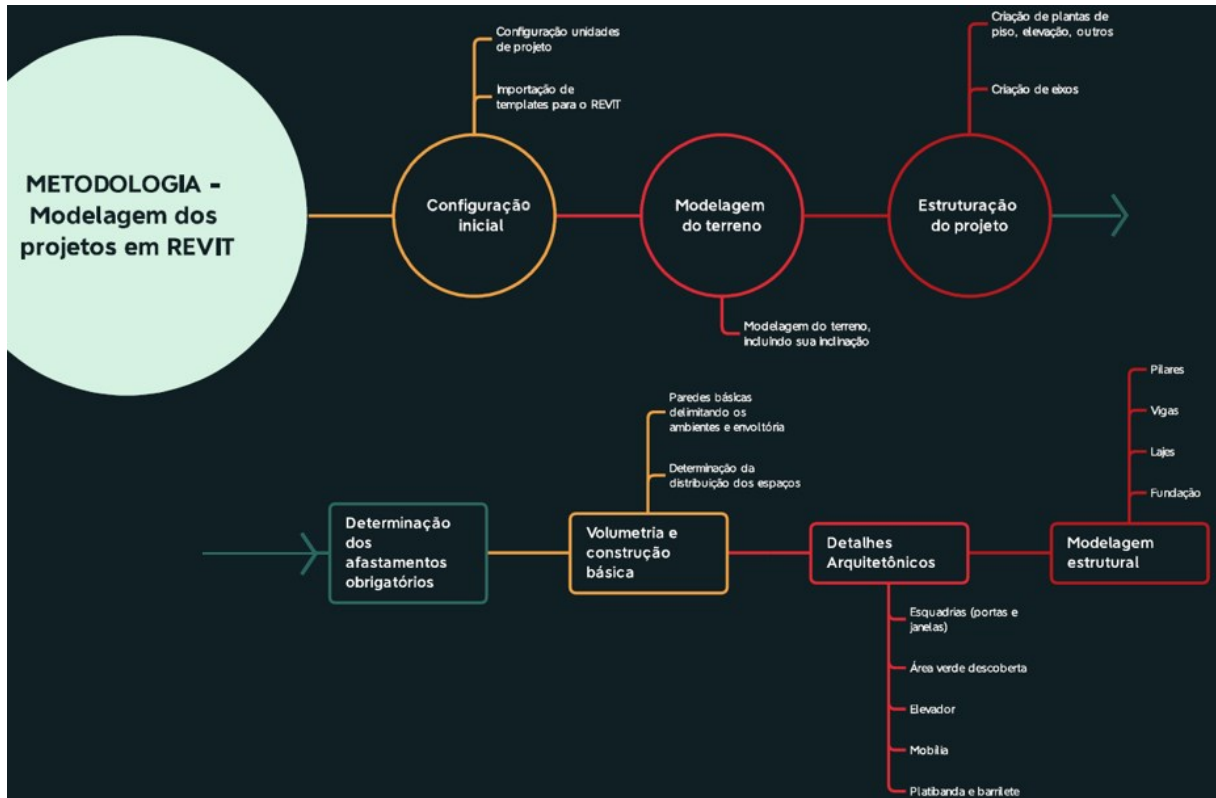 METODOLOGIA -
Modelagem dos
projetos em REVIT
Configuração unidades
de projeto
Importação de
templates para o REVIT
Configuração
inicial
Modelagem
do terreno
Modelagem do terreno,
incluindo sua inclinação
Criação de plantas de
piso, elevação, outros
Criação de eixos
Estruturação
do projeto
Determinação
dos
afastamentos
obrigatórios
Paredes básicas
delimitando os
ambientes e envoltória
Determinação da
distribuição dos espaços
Volumetria e
construção
básica
Detalhes
Arquitetônicos
Esquadrias (portas e
janelas)
Área verde descoberta
Elevador
Mobília
Platibanda e barrilete
Pilares
Vigas
Lajes
Fundação
Modelagem
estrutural